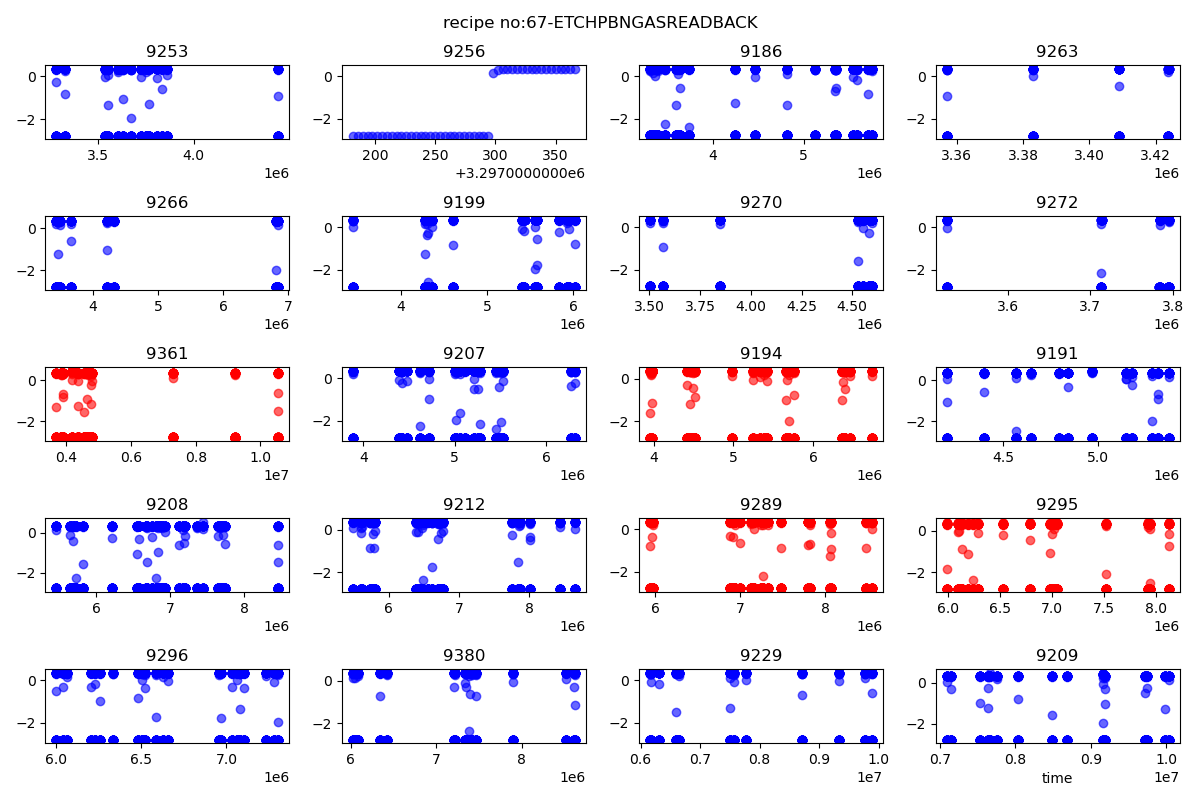 recipe no:67-ETCHPBNGASREADBACK
9253 9256 9186 9263
0 −2 0 −2 0 −2 0 −2
3.5 4.0 200 250 300 350 4 5 3.36 3.38 3.40 3.42
1e6 +3.2970000000e6 1e6 1e6
9266 9199 9270 9272
0 −2 0 −2 0 −2 0 −2
4 5 6 7 4 5 6 3.50 3.75 4.00 4.25 4.50 3.6 3.7 3.8
1e6 1e6 1e6 1e6
9361 9207 9194 9191
0 −2 0 −2 0 −2 0 −2
0.4 0.6 0.8 1.0 4 5 6 4 5 6 4.5 5.0
1e7 1e6 1e6 1e6
9208 9212 9289 9295
0 −2 0 −2 0 −2 0 −2
6 7 8 6 7 8 6 7 8 6.0 6.5 7.0 7.5 8.0
1e6 1e6 1e6 1e6
9296 9380 9229 9209
0 −2 0 −2 0 −2 0 −2
6.0 6.5 7.0 6 7 8 0.6 0.7 0.8 0.9 1.0 0.7 0.8 0.9 1.0
1e6 1e6 1e7 time 1e7